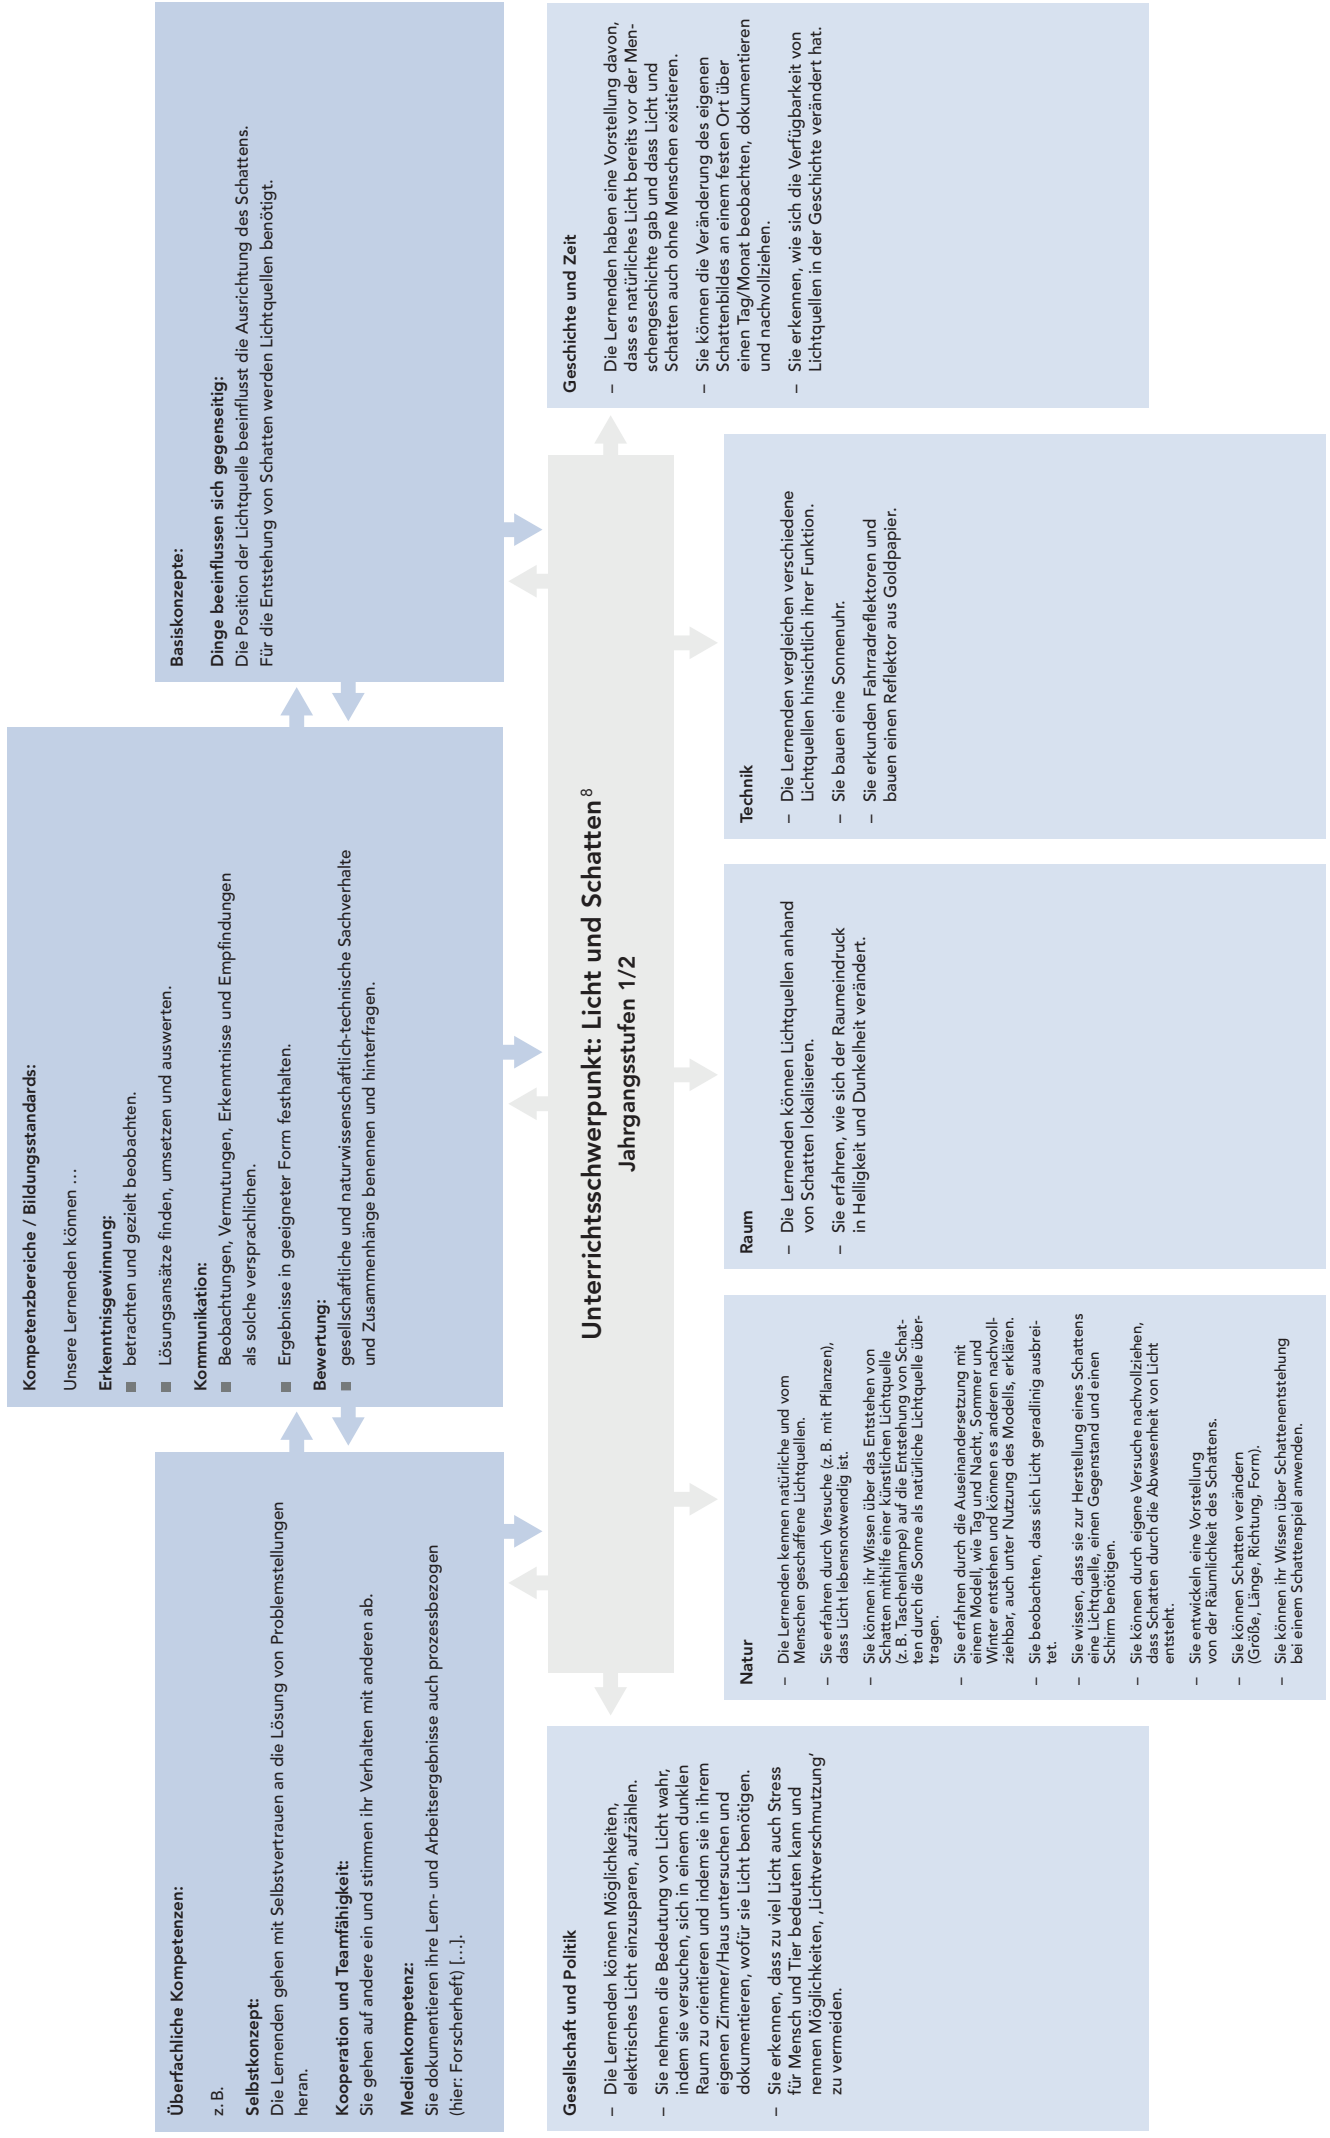 Überfachliche Kompetenzen:
z. B.
Selbstkonzept:
Die Lernenden gehen mit Selbstvertrauen an die Lösung von Problemstellungen
heran.
Kooperation und Teamfähigkeit:
Sie gehen auf andere ein und stimmen ihr Verhalten mit anderen ab.
Medienkompetenz:
Sie dokumentieren ihre Lern- und Arbeitsergebnisse auch prozessbezogen
(hier: Forscherheft) […].
Kompetenzbereiche / Bildungsstandards:
Unsere Lernenden können …
Erkenntnisgewinnung:
■ betrachten und gezielt beobachten.
■ Lösungsansätze finden, umsetzen und auswerten.
Kommunikation:
■ Beobachtungen, Vermutungen, Erkenntnisse und Empfindungen
als solche versprachlichen.
■ Ergebnisse in geeigneter Form festhalten.
Bewertung:
■ gesellschaftliche und naturwissenschaftlich-technische Sachverhalte
und Zusammenhänge benennen und hinterfragen.
Basiskonzepte:
Dinge beeinflussen sich gegenseitig:
Die Position der Lichtquelle beeinflusst die Ausrichtung des Schattens.
Für die Entstehung von Schatten werden Lichtquellen benötigt.
Unterrichtsschwerpunkt: Licht und Schatten⁸
Jahrgangsstufen 1/2
Gesellschaft und Politik
– Die Lernenden können Möglichkeiten,
elektrisches Licht einzusparen, aufzählen.
– Sie nehmen die Bedeutung von Licht wahr,
indem sie versuchen, sich in einem dunklen
Raum zu orientieren und indem sie in ihrem
eigenen Zimmer/Haus untersuchen und
dokumentieren, wofür sie Licht benötigen.
– Sie erkennen, dass zu viel Licht auch Stress
für Mensch und Tier bedeuten kann und
nennen Möglichkeiten, ‚Lichtverschmutzung‘
zu vermeiden.
Natur
– Die Lernenden kennen natürliche und vom
Menschen geschaffene Lichtquellen.
– Sie erfahren durch Versuche (z. B. mit Pflanzen),
dass Licht lebensnotwendig ist.
– Sie können ihr Wissen über das Entstehen von
Schatten mithilfe einer künstlichen Lichtquelle
(z. B. Taschenlampe) auf die Entstehung von Schat-
ten durch die Sonne als natürliche Lichtquelle über-
tragen.
– Sie erfahren durch die Auseinandersetzung mit
einem Modell, wie Tag und Nacht, Sommer und
Winter entstehen und können es anderen nachvoll-
ziehbar, auch unter Nutzung des Modells, erklären.
– Sie beobachten, dass sich Licht geradlinig ausbrei-
tet.
– Sie wissen, dass sie zur Herstellung eines Schattens
eine Lichtquelle, einen Gegenstand und einen
Schirm benötigen.
– Sie können durch eigene Versuche nachvollziehen,
dass Schatten durch die Abwesenheit von Licht
entsteht.
– Sie entwickeln eine Vorstellung
von der Räumlichkeit des Schattens.
– Sie können Schatten verändern
(Größe, Länge, Richtung, Form).
– Sie können ihr Wissen über Schattenentstehung
bei einem Schattenspiel anwenden.
Raum
– Die Lernenden können Lichtquellen anhand
von Schatten lokalisieren.
– Sie erfahren, wie sich der Raumeindruck
in Helligkeit und Dunkelheit verändert.
Technik
– Die Lernenden vergleichen verschiedene
Lichtquellen hinsichtlich ihrer Funktion.
– Sie bauen eine Sonnenuhr.
– Sie erkunden Fahrradreflektoren und
bauen einen Reflektor aus Goldpapier.
Geschichte und Zeit
– Die Lernenden haben eine Vorstellung davon,
dass es natürliches Licht bereits vor der Men-
schengeschichte gab und dass Licht und
Schatten auch ohne Menschen existieren.
– Sie können die Veränderung des eigenen
Schattenbildes an einem festen Ort über
einen Tag/Monat beobachten, dokumentieren
und nachvollziehen.
– Sie erkennen, wie sich die Verfügbarkeit von
Lichtquellen in der Geschichte verändert hat.